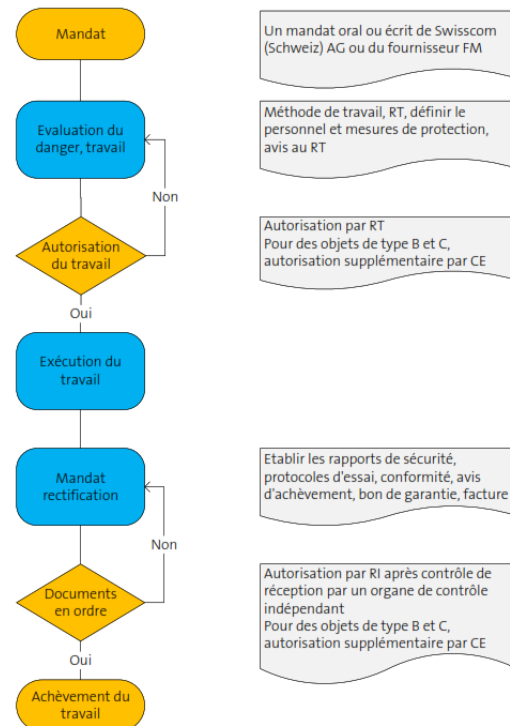 Mandat
Un mandat oral ou écrit de Swisscom
(Schweiz) AG ou du fournisseur FM
Evaluation du
danger, travail
Méthode de travail, RT, définir le
personnel et mesures de protection,
avis au RT
Non
Autorisation
du travail
Autorisation par RT
Pour des objets de type B et C,
autorisation supplémentaire par CE
Oui
Exécution du
travail
Mandat
rectification
Etablir les rapports de sécurité,
protocoles d'essai, conformité, avis
d'achèvement, bon de garantie, facture
Non
Documents
en ordre
Autorisation par RI après contrôle de
réception par un organe de contrôle
indépendant
Pour des objets de type B et C,
autorisation supplémentaire par CE
Oui
Achèvement du
travail